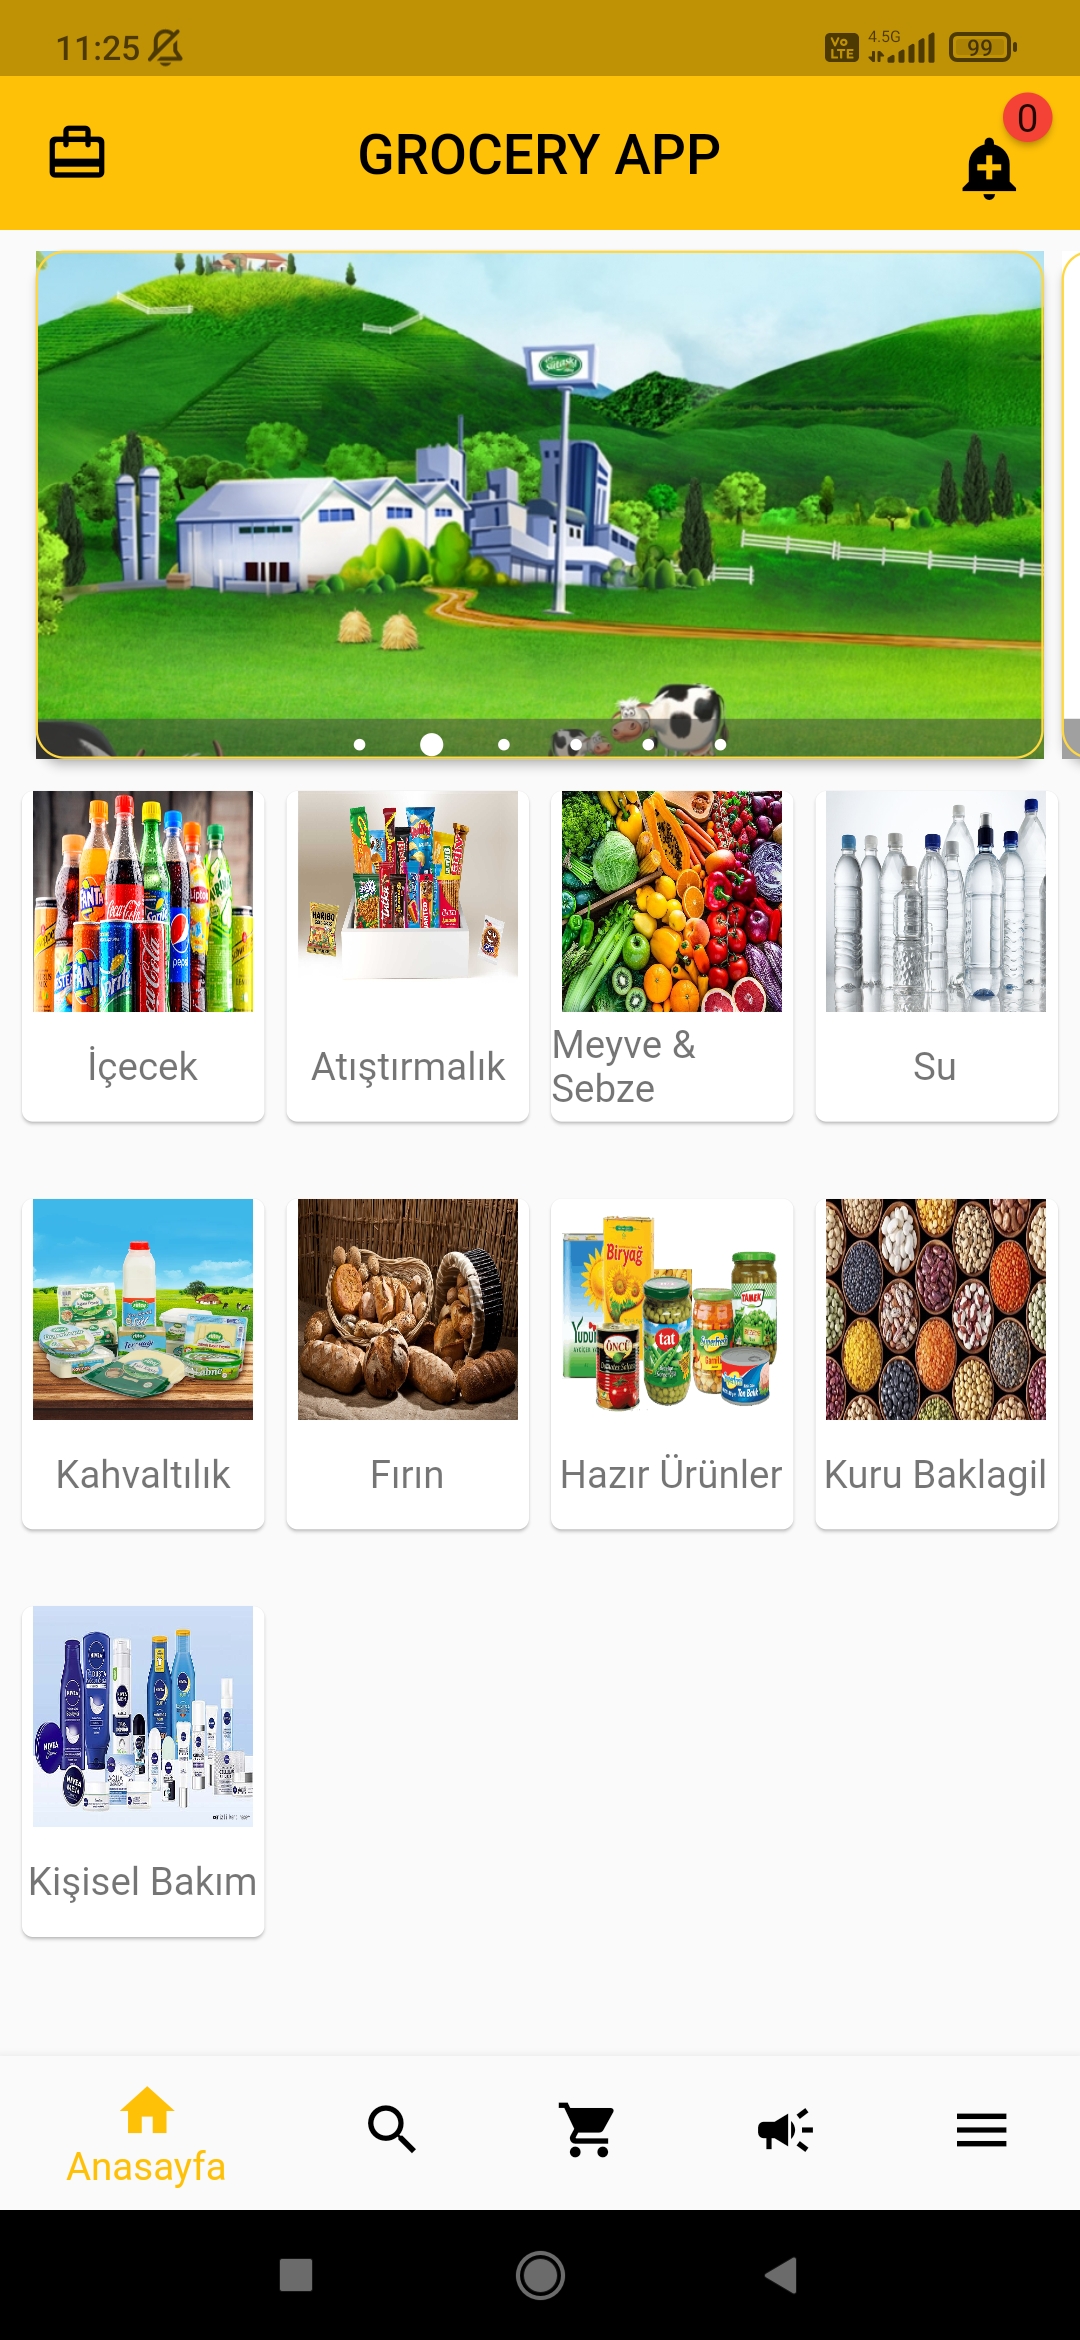 11:25
Vo LTE
4.5G
99
GROCERY APP
0
İçecek
Atıştırmalık
Meyve &
Sebze
Su
Kahvaltılık
Fırın
Hazır Ürünler
Kuru Baklagil
Kişisel Bakım
Anasayfa